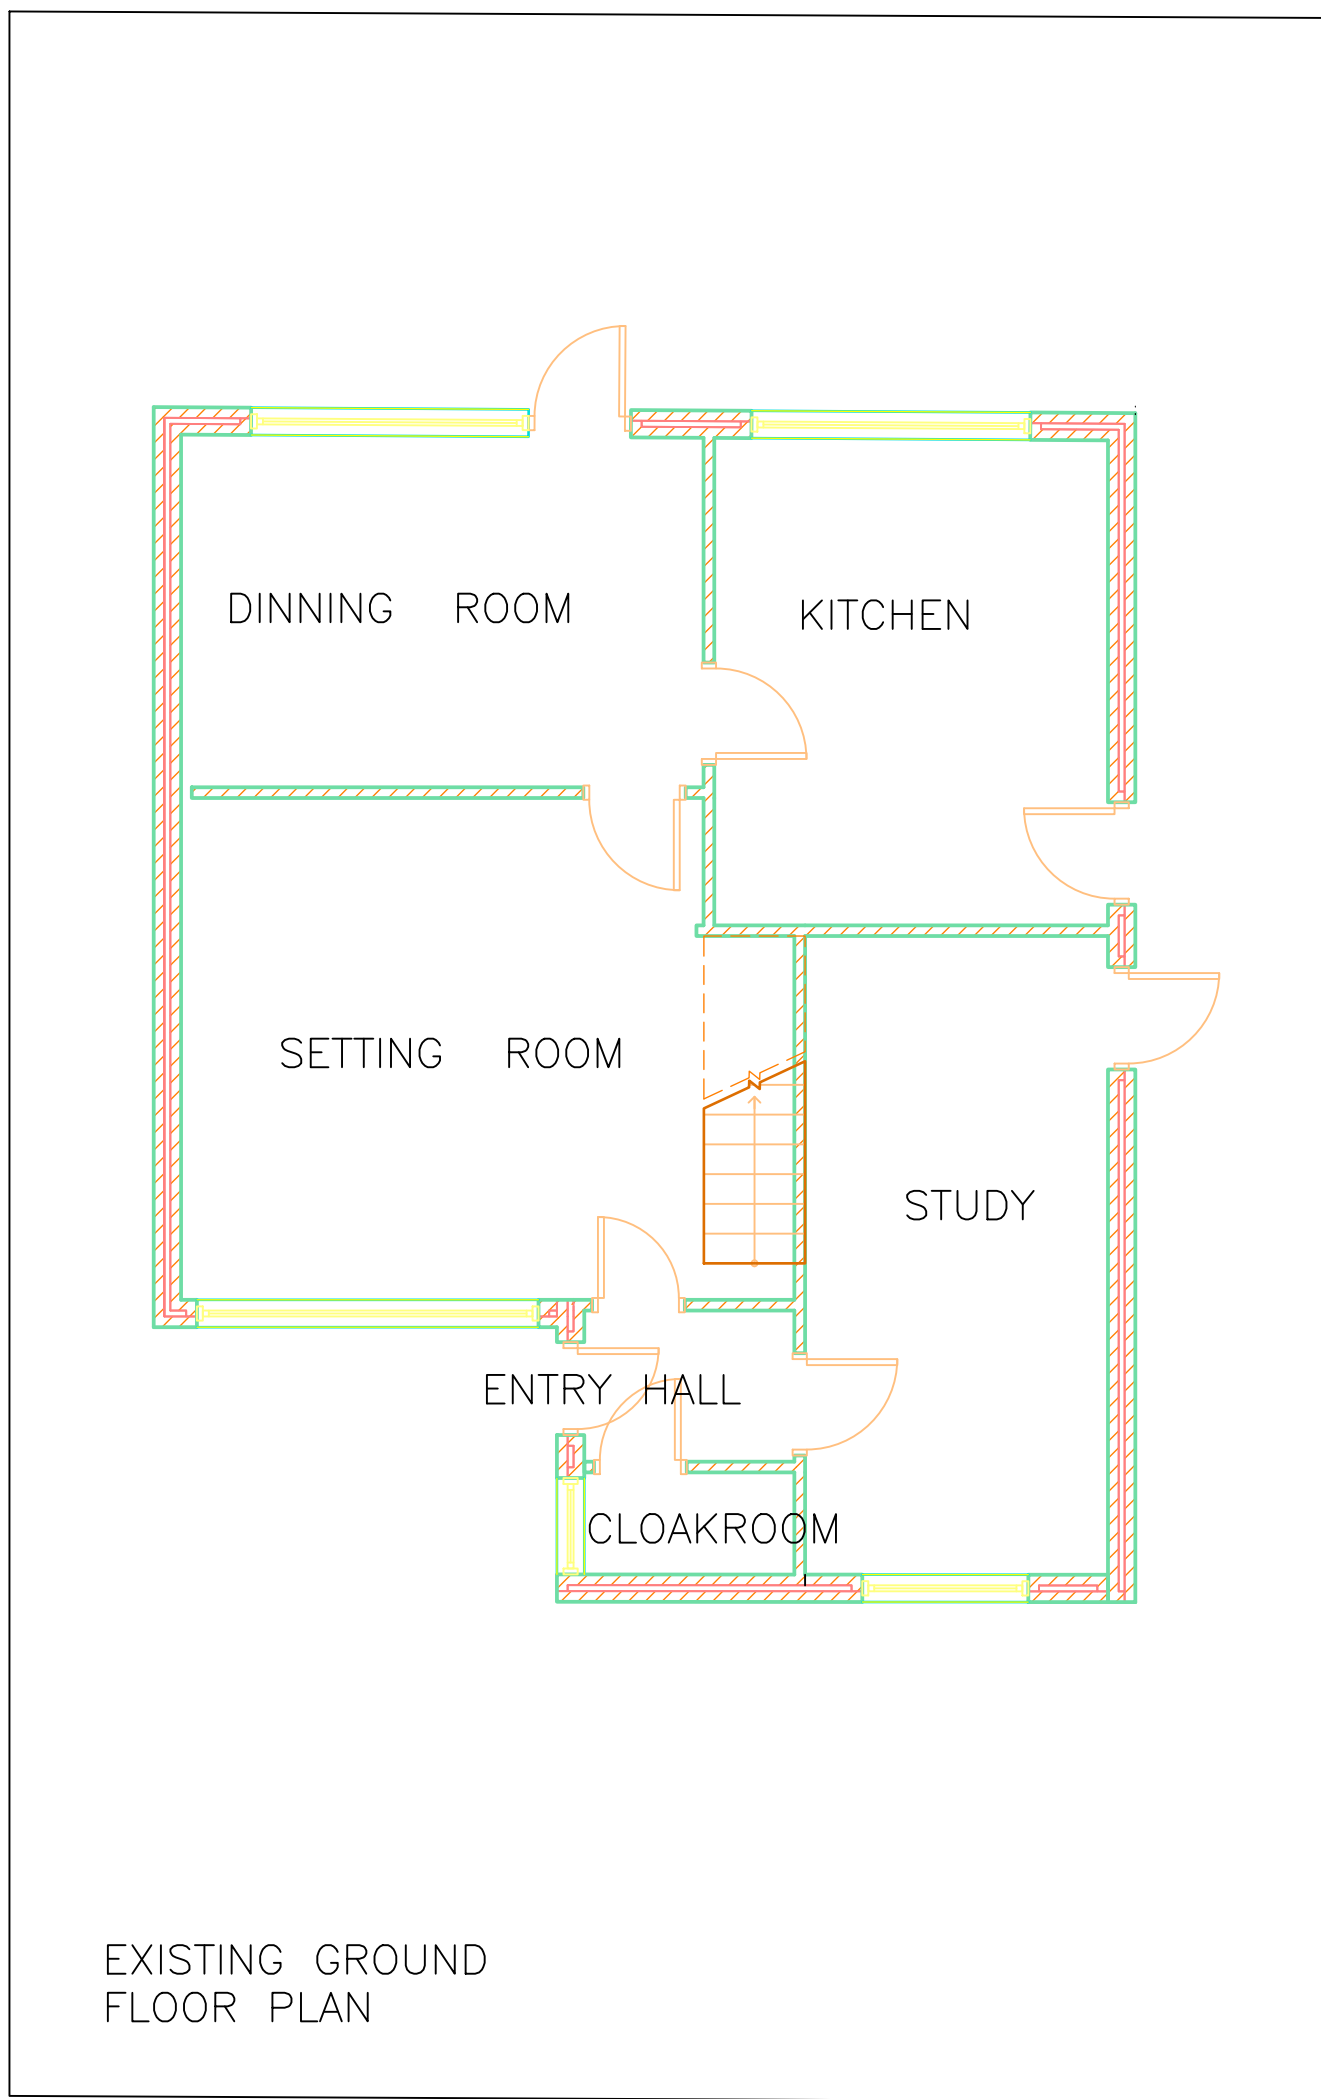 DINNING ROOM
KITCHEN
SETTING ROOM
STUDY
ENTRY HALL
CLOAKROOM
EXISTING GROUND
FLOOR PLAN